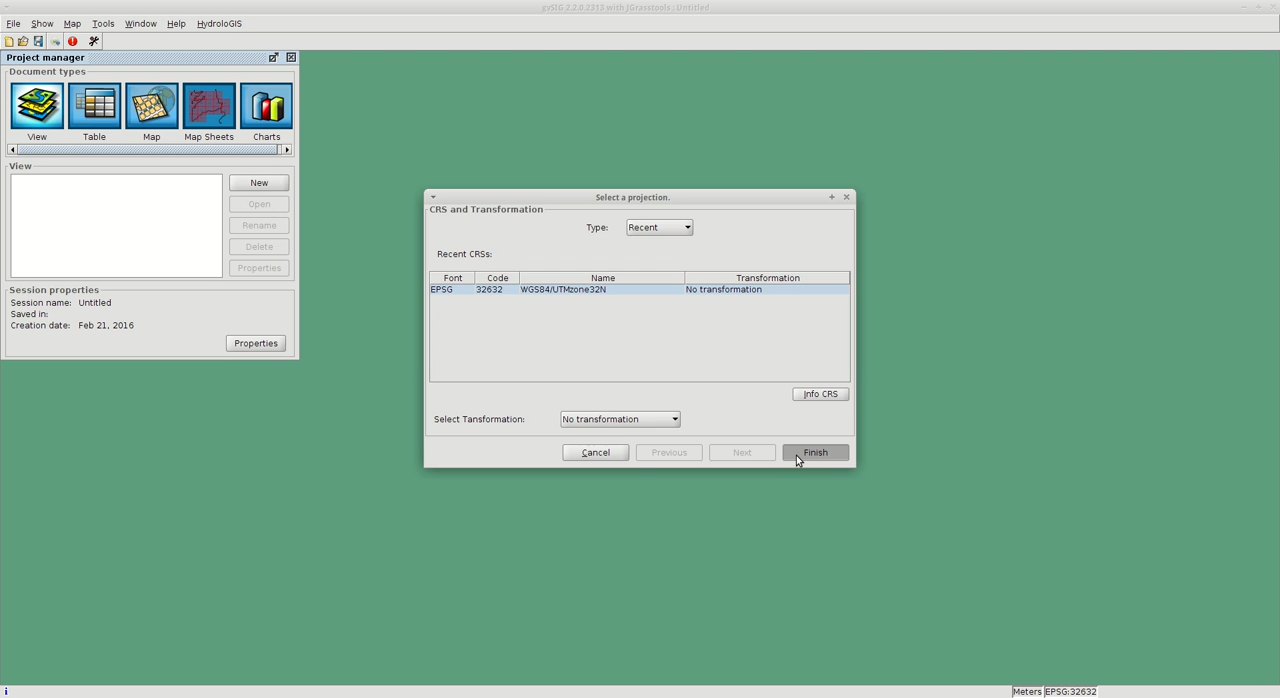 gvSIG 2.2.0.2313 with JGrasstools : Untitled
File Show Map Tools Window Help HydroloGIS
Project manager
Document types
View Table Map Map Sheets Charts
View
New
Open
Rename
Delete
Properties
Session properties
Session name: Untitled
Saved in:
Creation date: Feb 21, 2016
Properties
Select a projection.
CRS and Transformation
Type: Recent
Recent CRSs:
Font Code Name Transformation
EPSG 32632 WGS84/UTMzone32N No transformation
Info CRS
Select Tansformation: No transformation
Cancel Previous Next Finish
Meters EPSG:32632